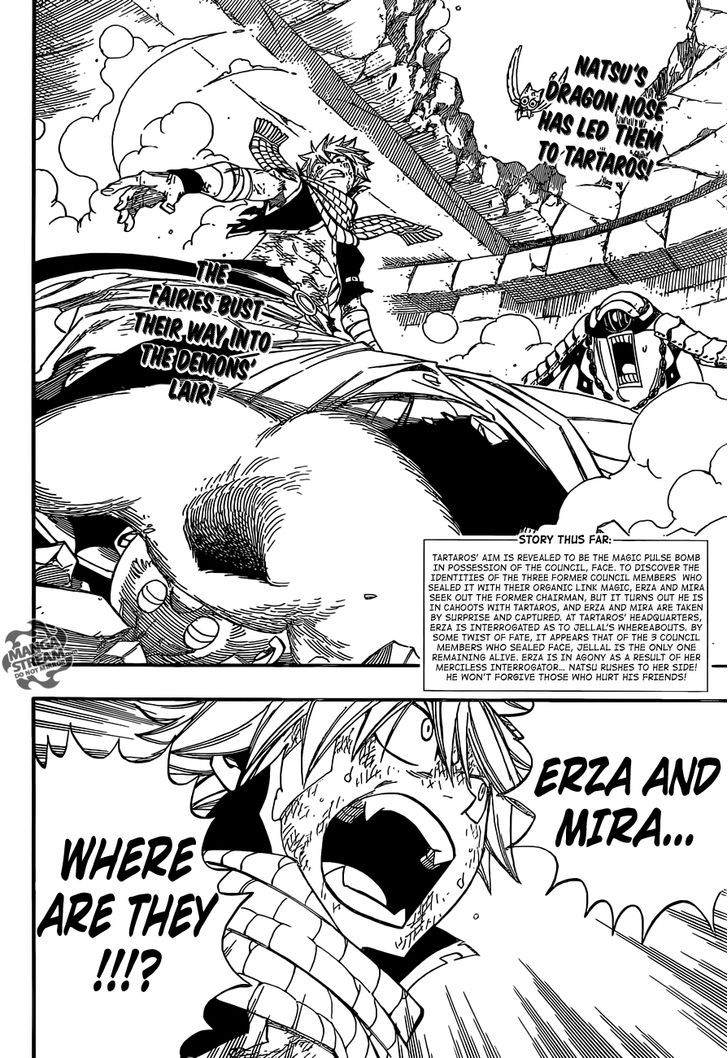 NATSU'S
DRAGON NOSE
HAS LED THEM
TO TARTAROS!
THE
FAIRIES BUST
THEIR WAY INTO
THE DEMONS'
LAIR!
STORY THUS FAR:
TARTAROS' AIM IS REVEALED TO BE THE MAGIC PULSE BOMB
IN POSSESSION OF THE COUNCIL, FACE. TO DISCOVER THE
IDENTITIES OF THE THREE FORMER COUNCIL MEMBERS WHO
SEALED IT WITH THEIR ORGANIC LINK MAGIC, ERZA AND MIRA
SEEK OUT THE FORMER CHAIRMAN, BUT IT TURNS OUT HE IS
IN CAHOOTS WITH TARTAROS, AND ERZA AND MIRA ARE TAKEN
BY SURPRISE AND CAPTURED. AT TARTAROS' HEADQUARTERS,
ERZA IS INTERROGATED AS TO JELLAL'S WHEREABOUTS. BY
SOME TWIST OF FATE, IT APPEARS THAT OF THE 3 COUNCIL
MEMBERS WHO SEALED FACE, JELLAL IS THE ONLY ONE
REMAINING ALIVE. ERZA IS IN AGONY AS A RESULT OF HER
MERCILESS INTERROGATOR... NATSU RUSHES TO HER SIDE!
HE WON'T FORGIVE THOSE WHO HURT HIS FRIENDS!
MANGA
STREAM
DO NOT MIRROR
ERZA AND
MIRA...
WHERE
ARE THEY
!!!?